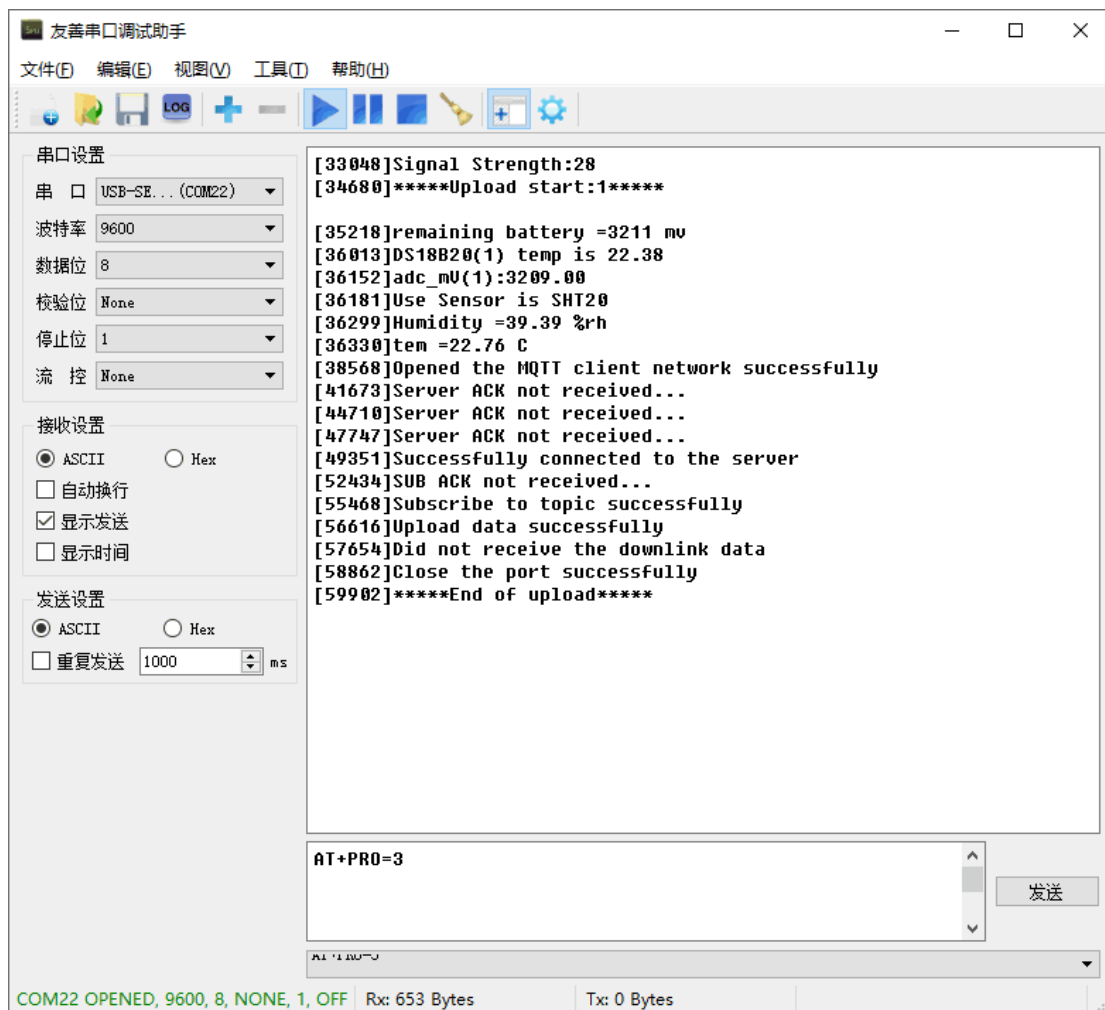 友善串口调试助手
文件(F) 编辑(E) 视图(V) 工具(T) 帮助(H)
LOG
串口设置
串 口 USB-SE...(COM22)
波特率 9600
数据位 8
校验位 None
停止位 1
流 控 None
接收设置
ASCII Hex
自动换行
显示发送
显示时间
发送设置
ASCII Hex
重复发送 1000 ms
[33048]Signal Strength:28
[34680]*****Upload start:1*****
[35218]remaining battery =3211 mv
[36013]DS18B20(1) temp is 22.38
[36152]adc_mV(1):3209.00
[36181]Use Sensor is SHT20
[36299]Humidity =39.39 %rh
[36330]tem =22.76 C
[38568]Opened the MQTT client network successfully
[41673]Server ACK not received...
[44710]Server ACK not received...
[47747]Server ACK not received...
[49351]Successfully connected to the server
[52434]SUB ACK not received...
[55468]Subscribe to topic successfully
[56616]Upload data successfully
[57654]Did not receive the downlink data
[58862]Close the port successfully
[59902]*****End of upload*****
AT+PRO=3
发送
COM22 OPENED, 9600, 8, NONE, 1, OFF Rx: 653 Bytes Tx: 0 Bytes